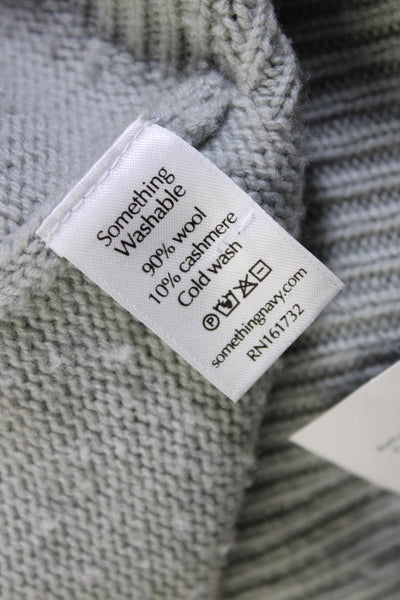 Something
Washable
90% wool
10% cashmere
Cold wash
P
somethingnavy.com
RN161732